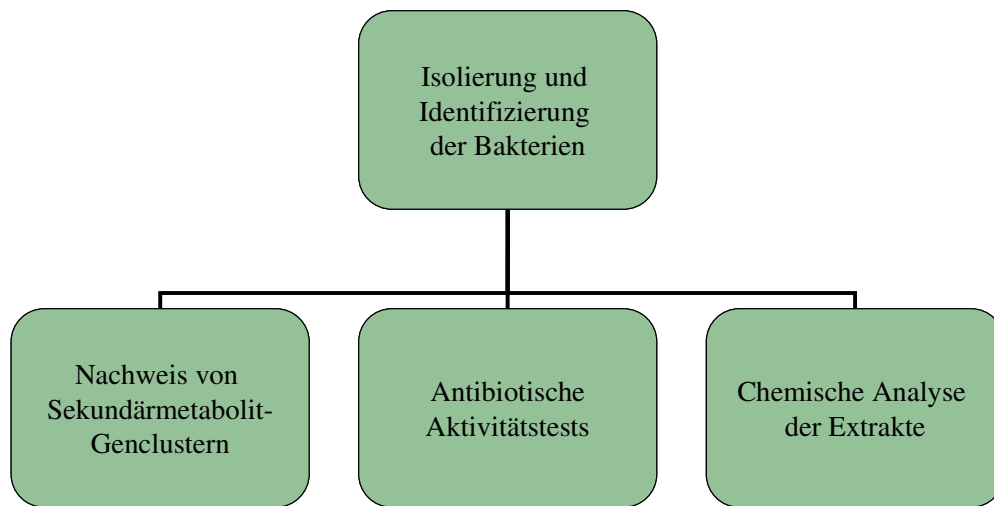 Isolierung und
Identifizierung
der Bakterien
Nachweis von
Sekundärmetabolit-
Genclustern
Antibiotische
Aktivitätstests
Chemische Analyse
der Extrakte